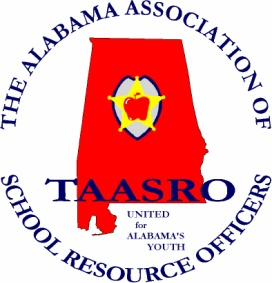 THE ALABAMA ASSOCIATION OF
SCHOOL RESOURCE OFFICERS
TAASRO
UNITED
for
ALABAMA'S
YOUTH